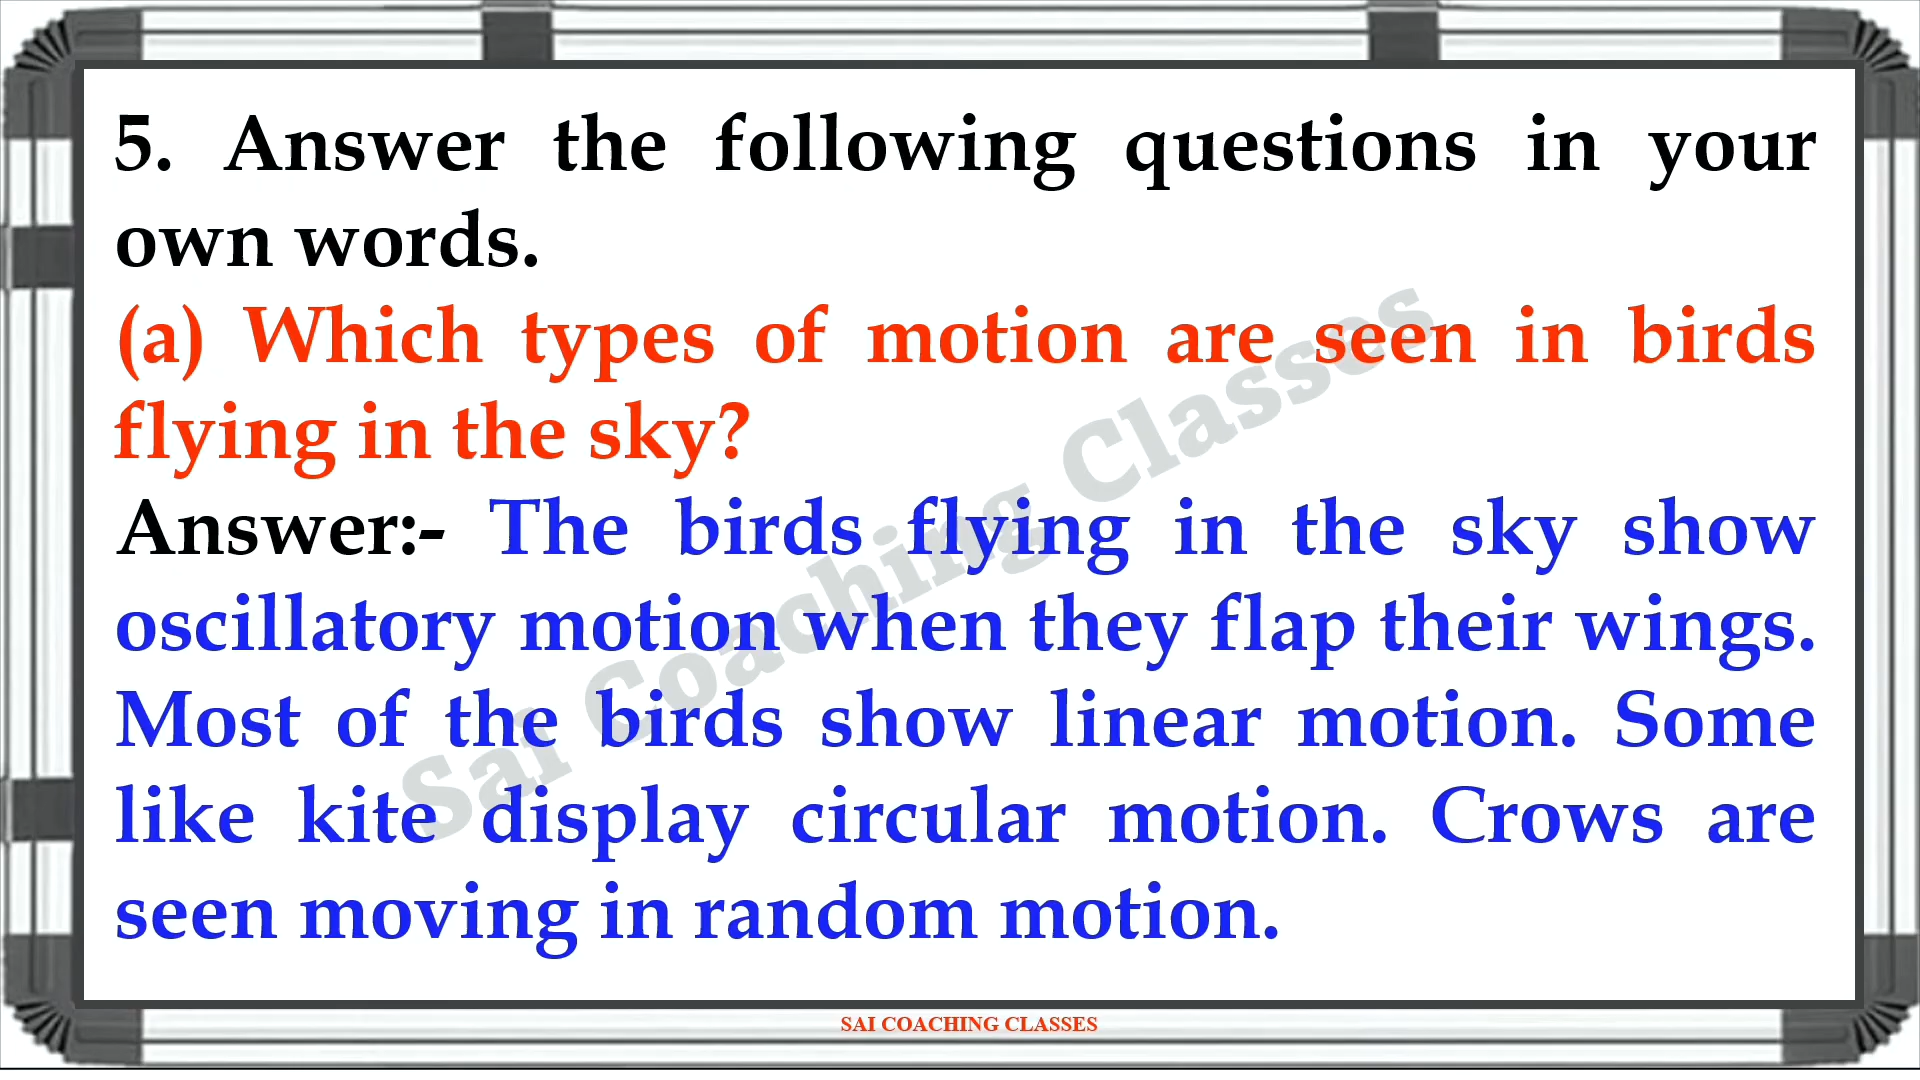 5. Answer the following questions in your
own words.
(a) Which types of motion are seen in birds
flying in the sky?
Answer:- The birds flying in the sky show
oscillatory motion when they flap their wings.
Most of the birds show linear motion. Some
like kite display circular motion. Crows are
seen moving in random motion.
Sai Coaching Classes
SAI COACHING CLASSES